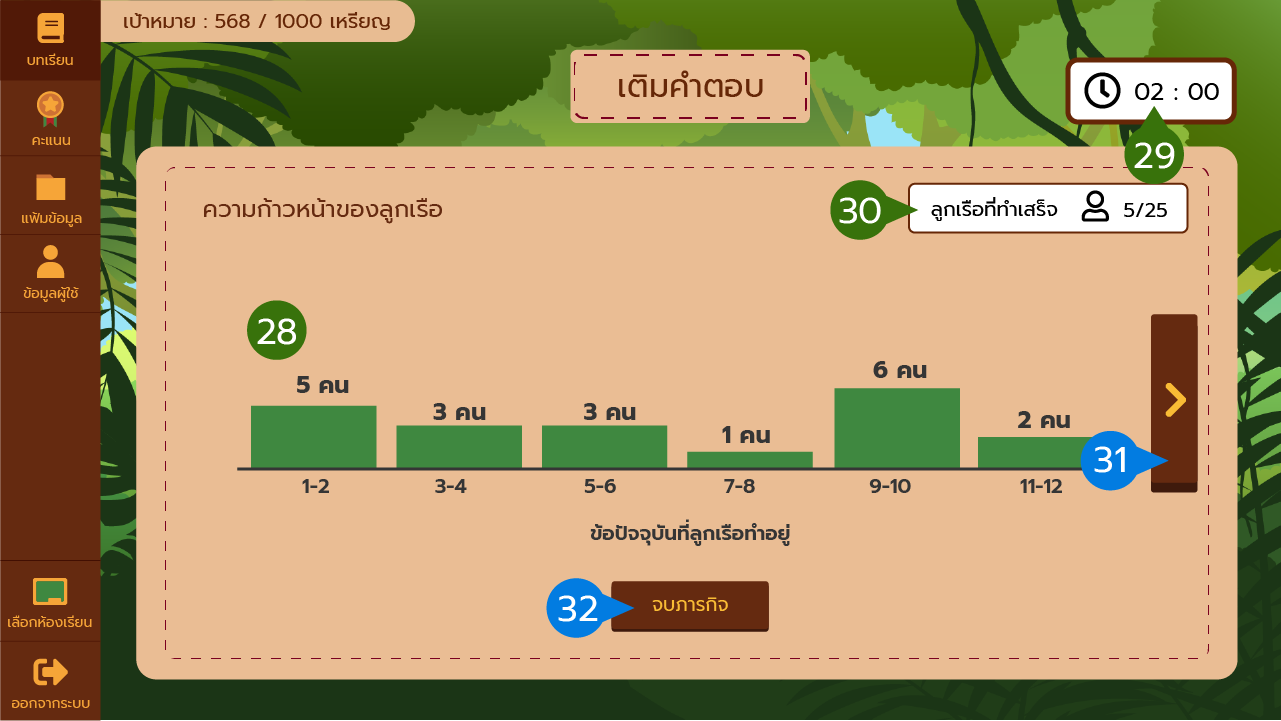 เป้าหมาย : 568 / 1000 เหรียญ
บทเรียน
คะแนน
แฟ้มข้อมูล
ข้อมูลผู้ใช้
เลือกห้องเรียน
ออกจากระบบ
เติมคำตอบ
02 : 00
29
ความก้าวหน้าของลูกเรือ
30
ลูกเรือที่ทำเสร็จ 5/25
28
5 คน
3 คน
3 คน
1 คน
6 คน
2 คน
31
1-2 3-4 5-6 7-8 9-10 11-12
ข้อปัจจุบันที่ลูกเรือทำอยู่
32
จบภารกิจ